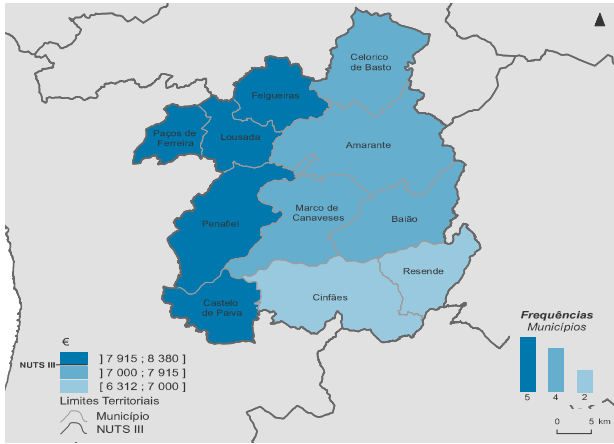 Celorico
de Basto
Felgueiras
Paços de
Ferreira
Lousada
Amarante
Marco de
Canaveses
Baião
Penafiel
Resende
Cinfães
Castelo
de Paiva
€
NUTS III
] 7 915 ; 8 380 ]
] 7 000 ; 7 915 ]
[ 6 312 ; 7 000 ]
Limites Territoriais
Município
NUTS III
Frequências
Municípios
5 4 2
0 5 km